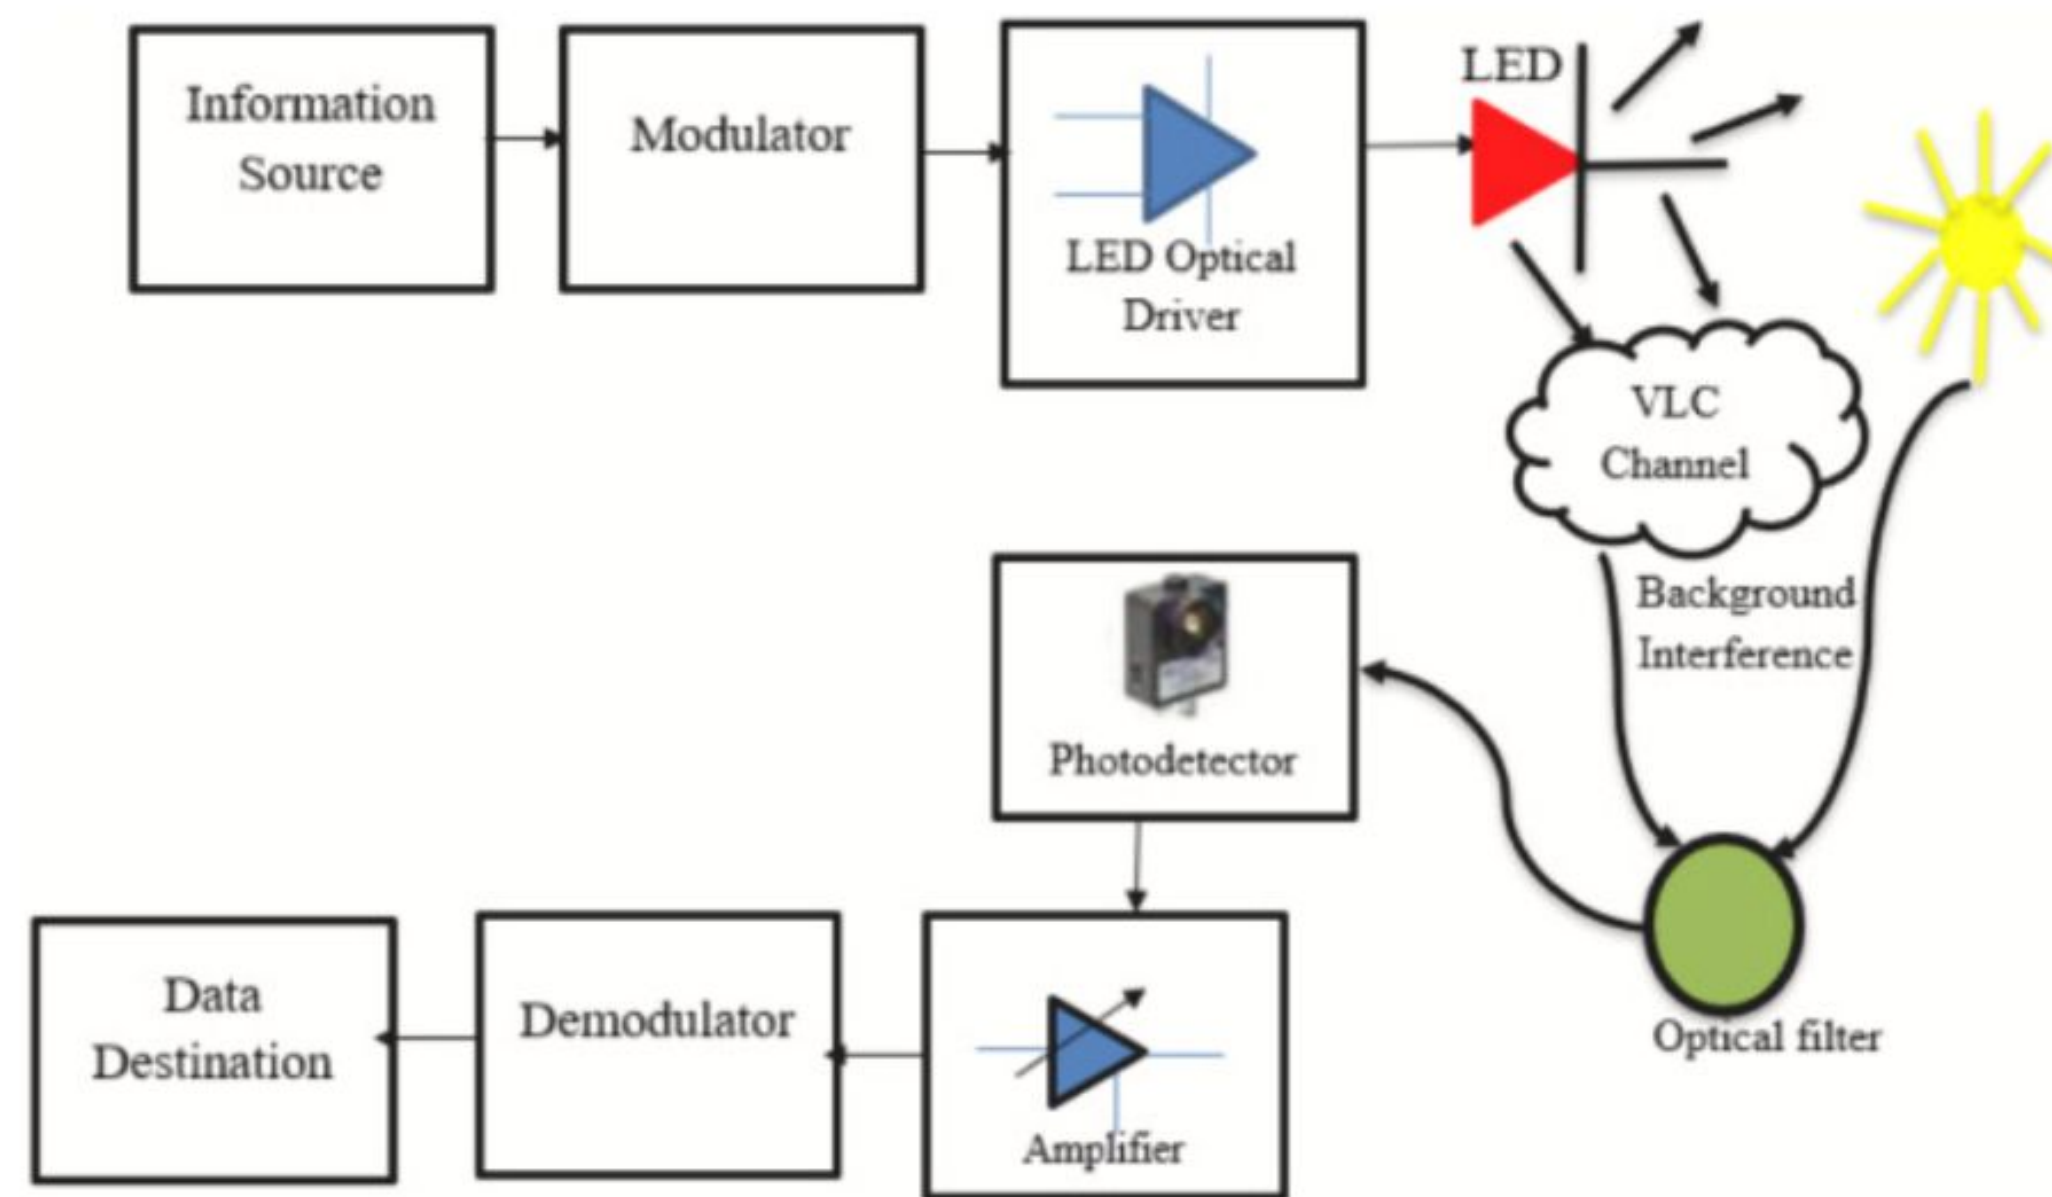 Information
Source
Modulator
LED Optical
Driver
LED
VLC
Channel
Background
Interference
Optical filter
Photodetector
Amplifier
Demodulator
Data
Destination